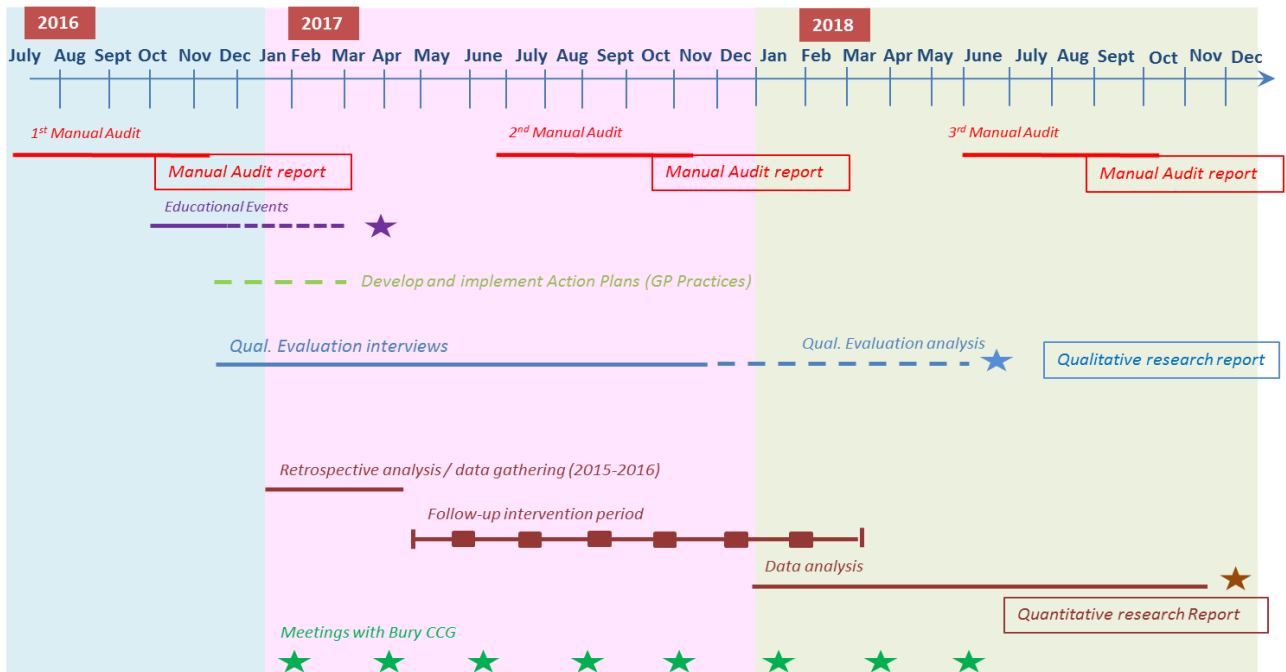 2016 2017 2018
July Aug Sept Oct Nov Dec Jan Feb Mar Apr May June July Aug Sept Oct Nov Dec Jan Feb Mar Apr May June July Aug Sept Oct Nov Dec
1st Manual Audit 2nd Manual Audit 3rd Manual Audit
Manual Audit report Manual Audit report Manual Audit report
Educational Events
Develop and implement Action Plans (GP Practices)
Qual. Evaluation interviews Qual. Evaluation analysis
Qualitative research report
Retrospective analysis / data gathering (2015-2016)
Follow-up intervention period
Data analysis
Quantitative research Report
Meetings with Bury CCG